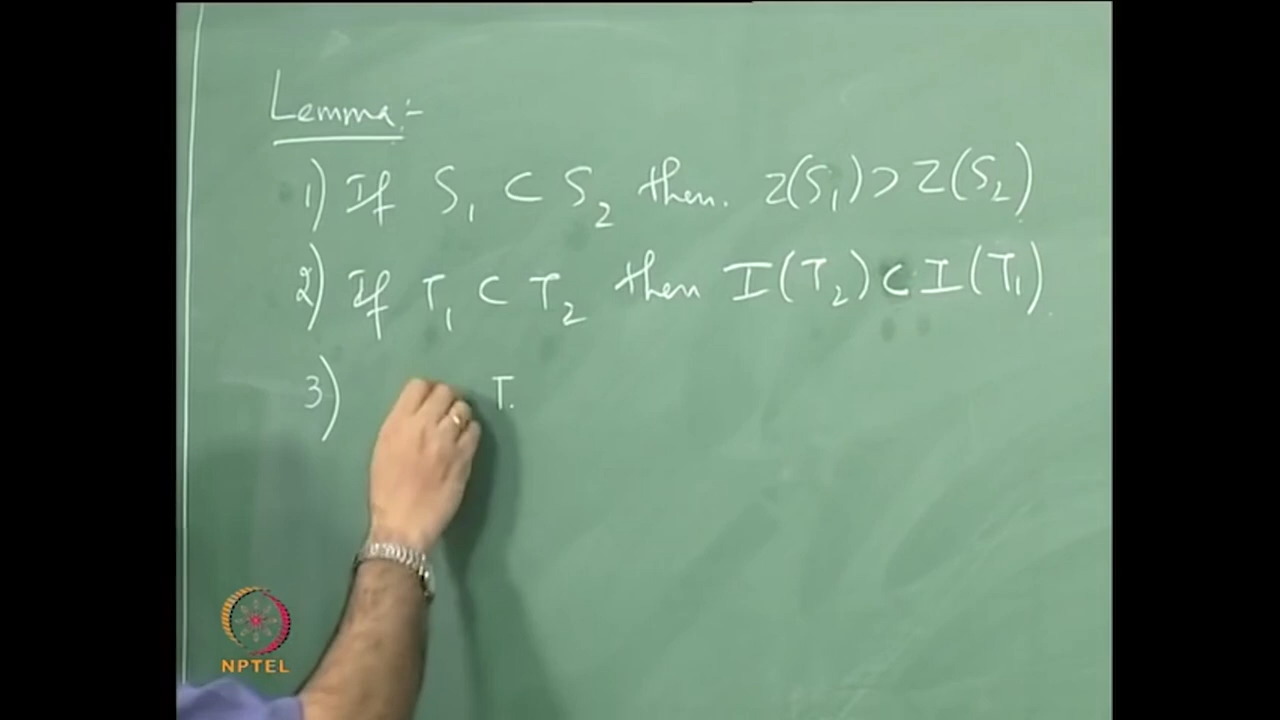 Lemma:-
1) If S₁ ⊂ S₂ then. Z(S₁) ⊃ Z(S₂)
2) If T₁ ⊂ T₂ then I(T₂) ⊂ I(T₁).
3) T.
NPTEL